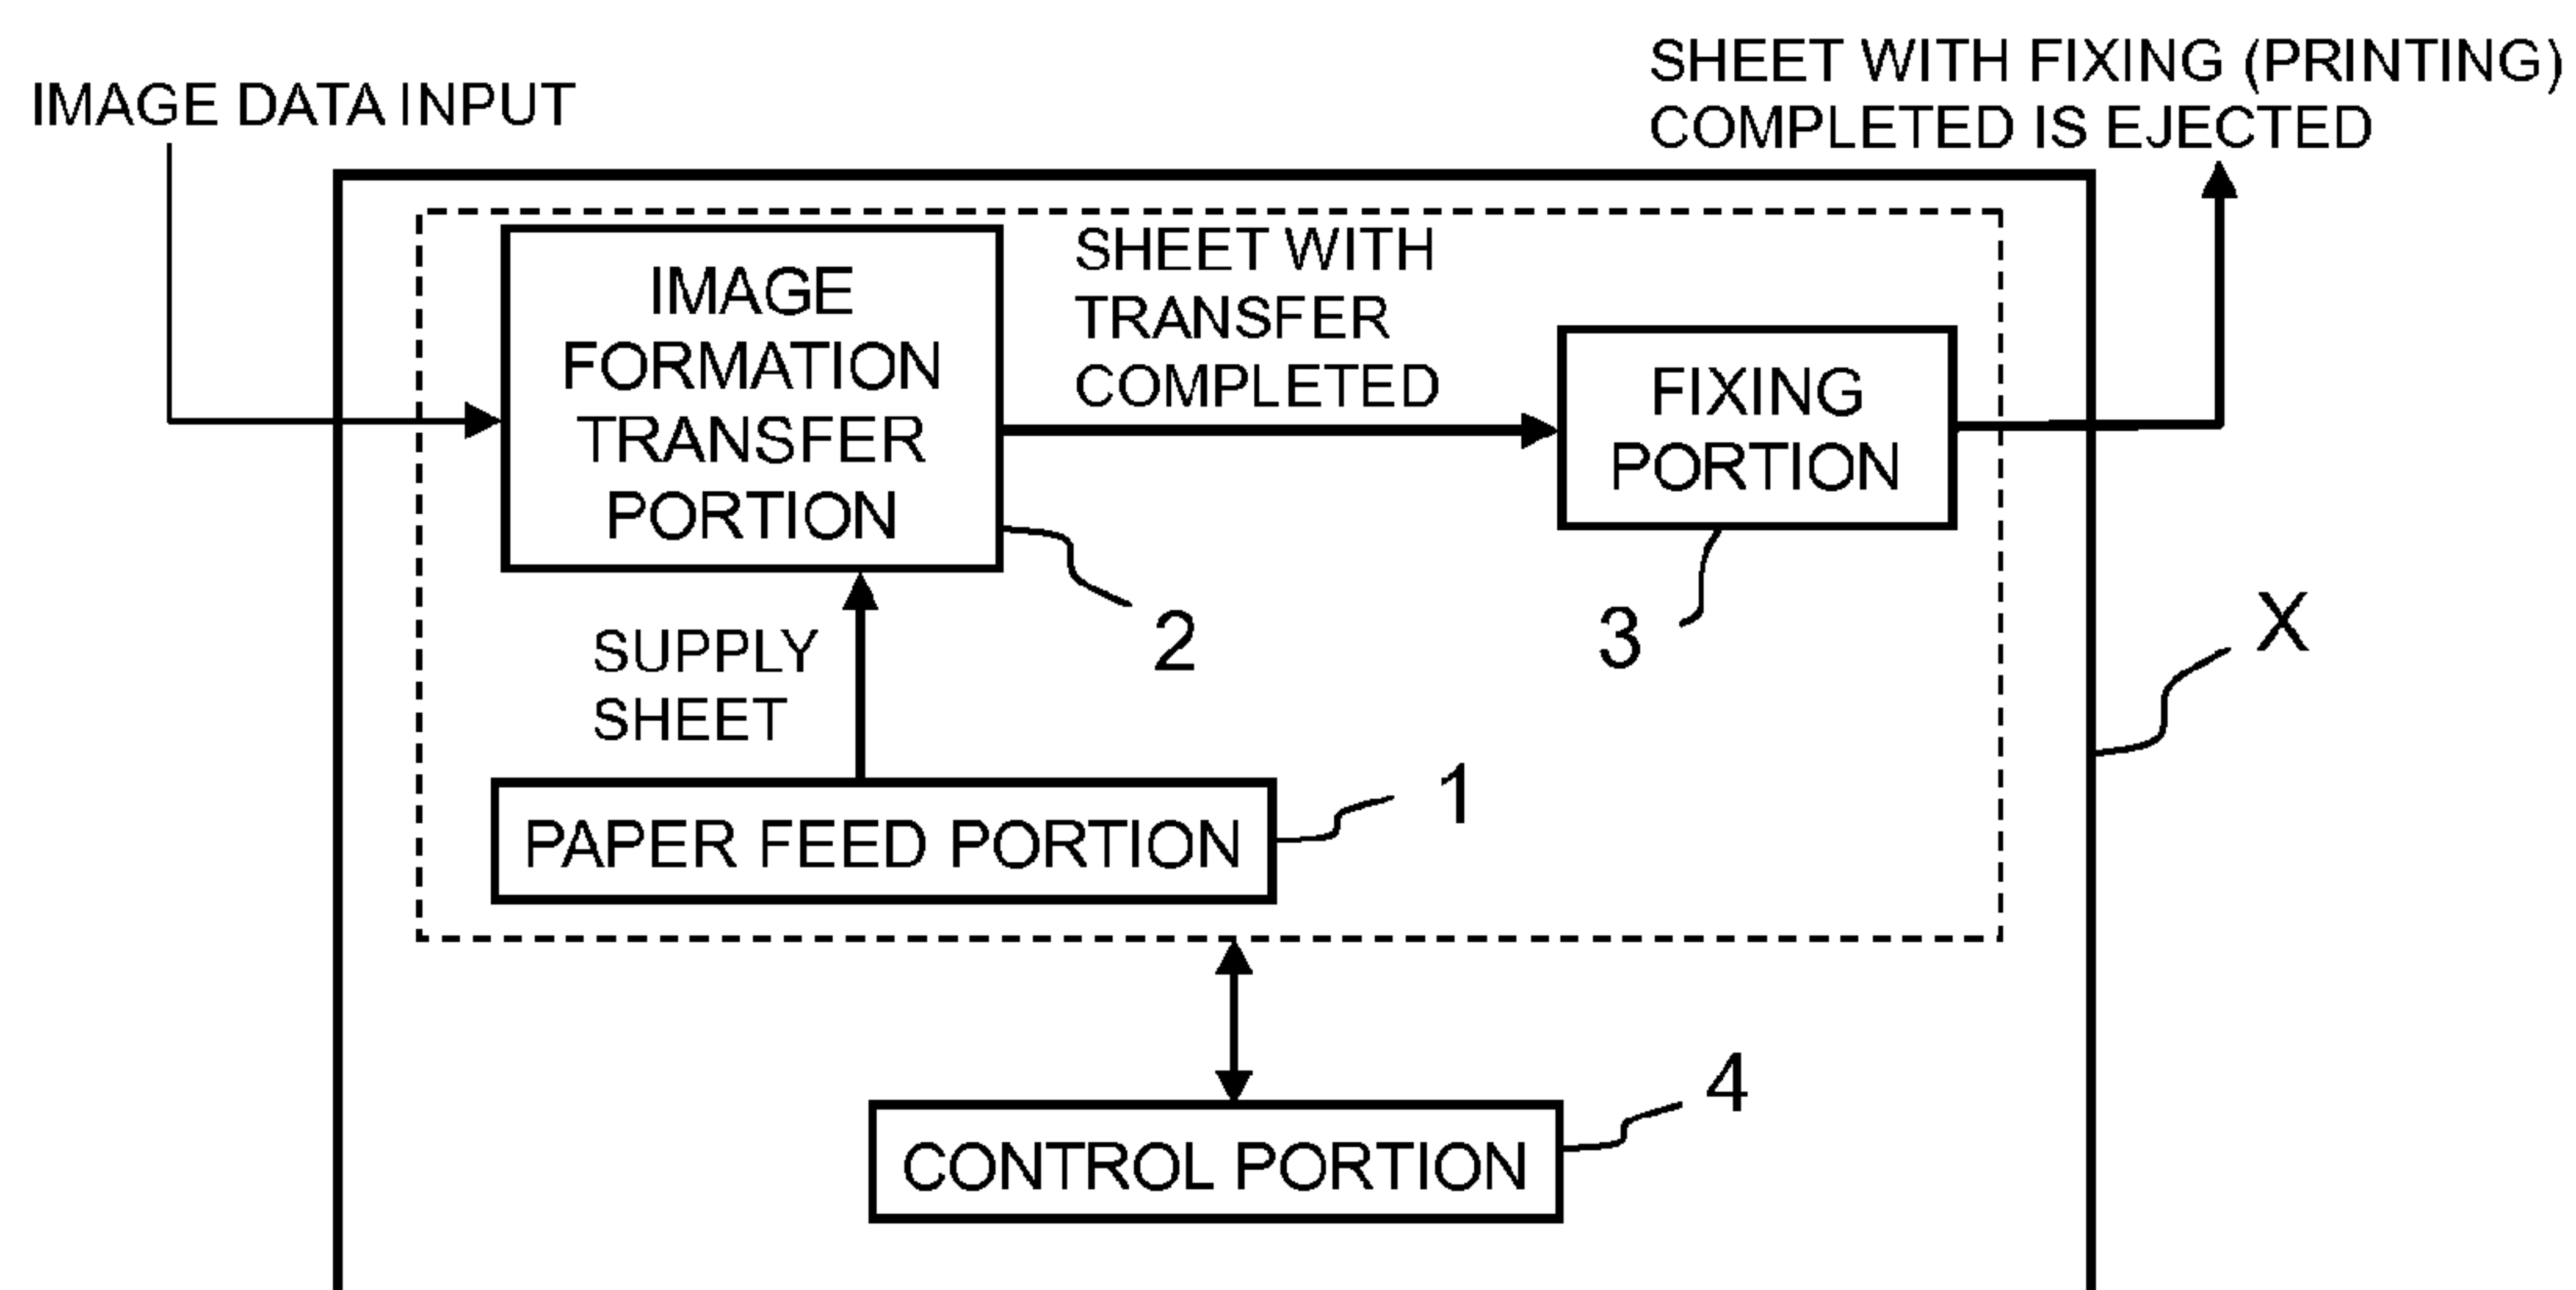 IMAGE DATA INPUT
SHEET WITH FIXING (PRINTING)
COMPLETED IS EJECTED
IMAGE
FORMATION
TRANSFER
PORTION
SHEET WITH
TRANSFER
COMPLETED
FIXING
PORTION
2
3
X
SUPPLY
SHEET
1
PAPER FEED PORTION
4
CONTROL PORTION